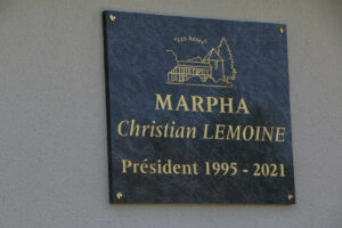 MARPHA
Christian LEMOINE
Président 1995 - 2021